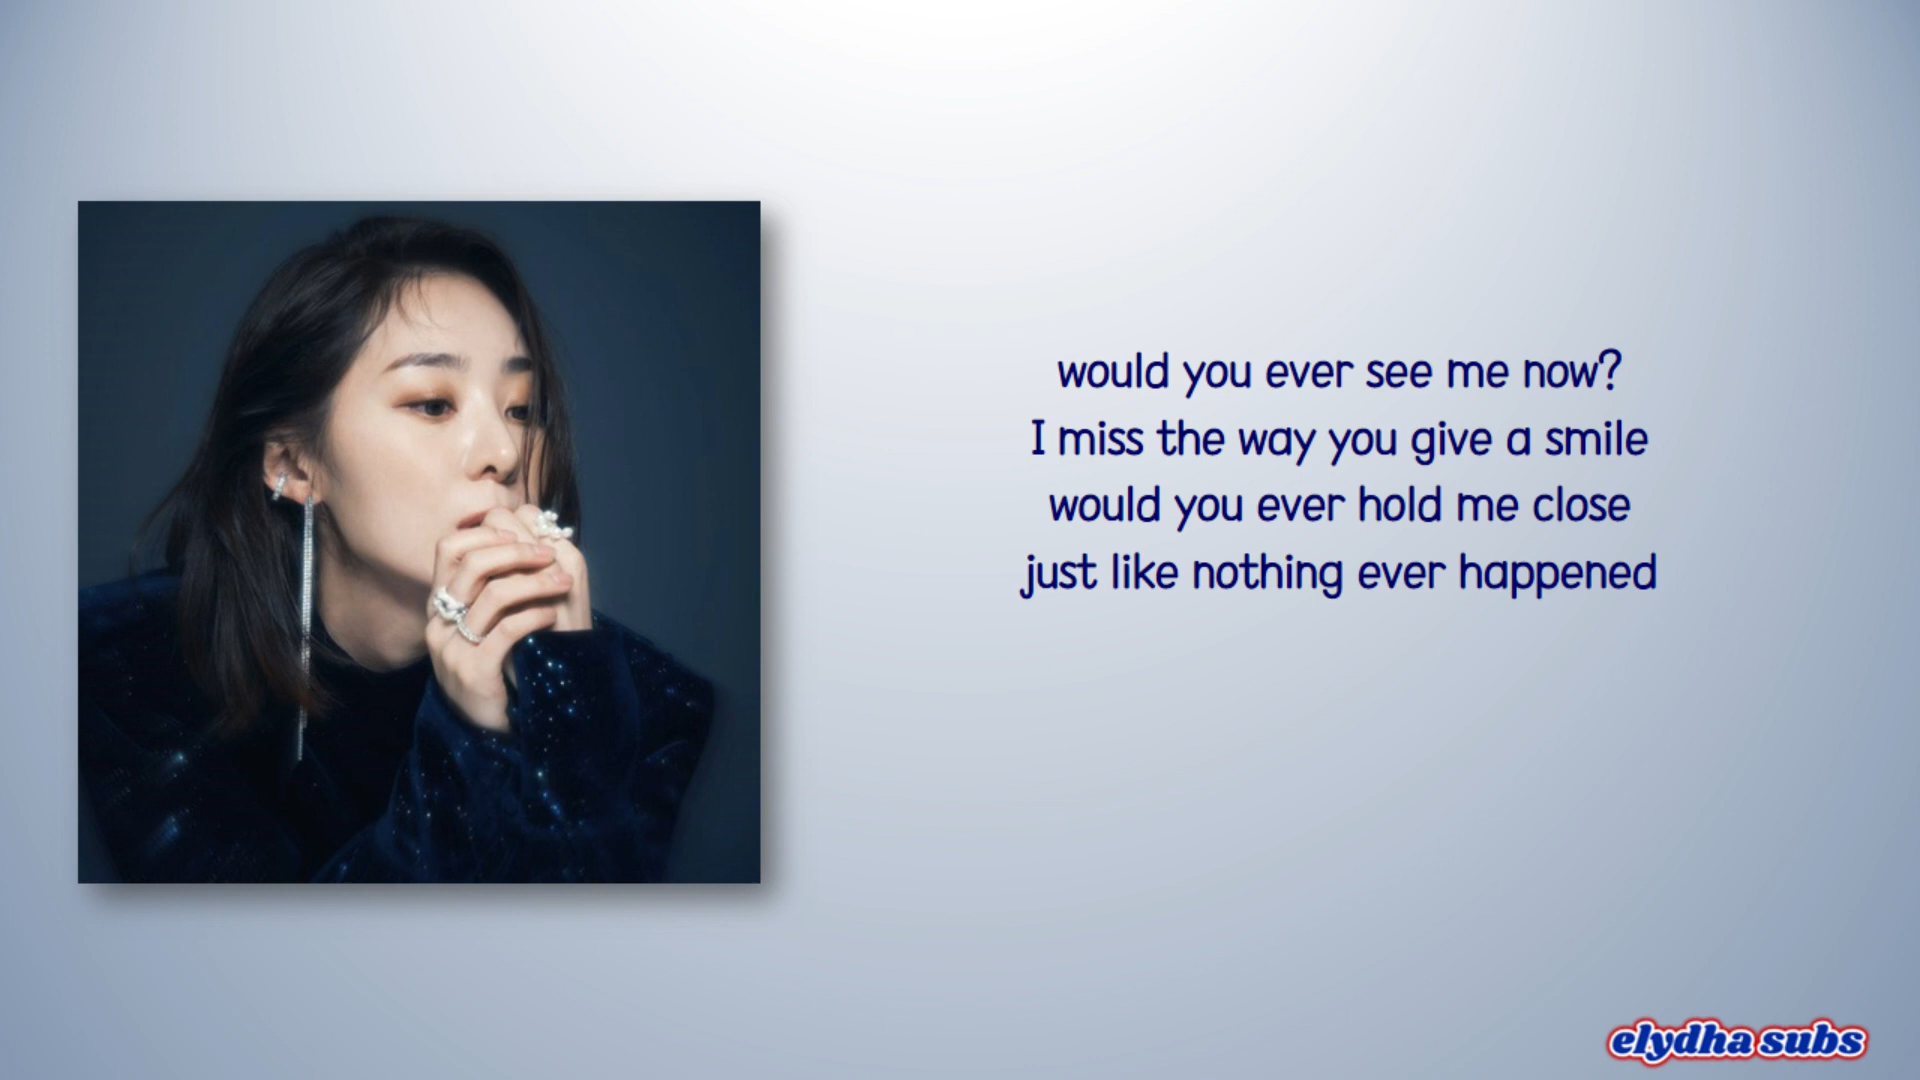 would you ever see me now?
I miss the way you give a smile
would you ever hold me close
just like nothing ever happened
elydha subs